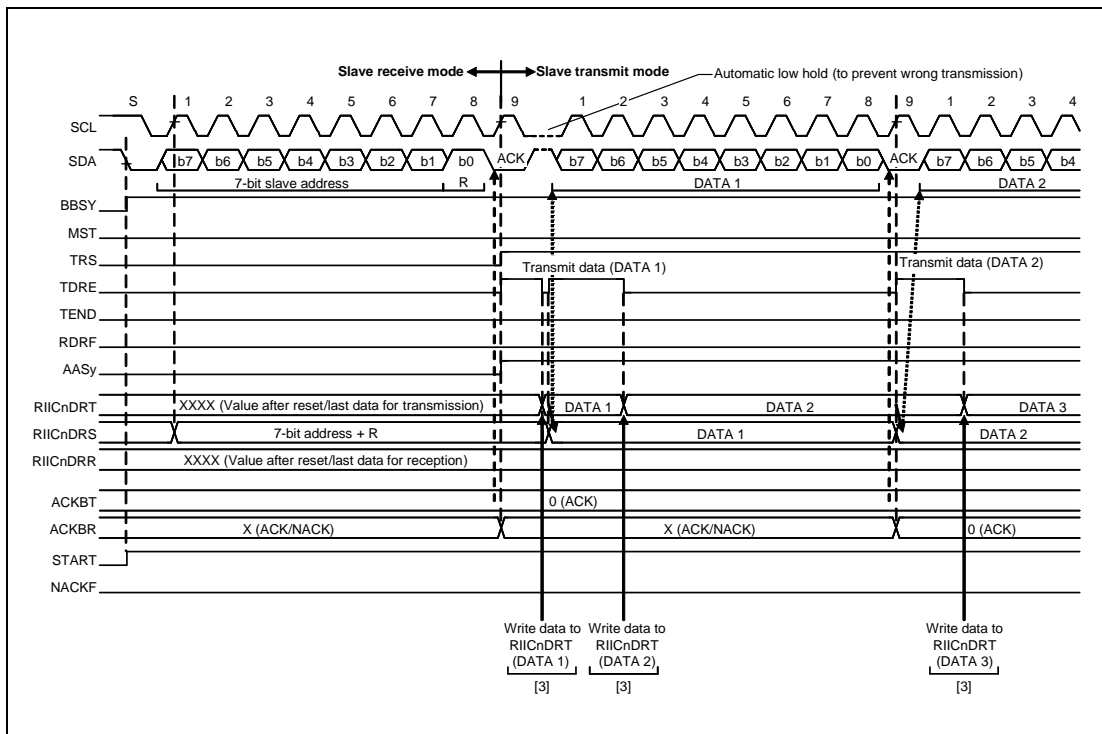 Slave receive mode Slave transmit mode
Automatic low hold (to prevent wrong transmission)
S 1 2 3 4 5 6 7 8 9 1 2 3 4 5 6 7 8 9 1 2 3 4
SCL
SDA b7 b6 b5 b4 b3 b2 b1 b0 ACK b7 b6 b5 b4 b3 b2 b1 b0 ACK b7 b6 b5 b4
7-bit slave address R DATA 1 DATA 2
BBSY
MST
TRS
Transmit data (DATA 1) Transmit data (DATA 2)
TDRE
TEND
RDRF
AASy
RIICnDRT XXXX (Value after reset/last data for transmission) DATA 1 DATA 2 DATA 3
RIICnDRS 7-bit address + R DATA 1 DATA 2
RIICnDRR XXXX (Value after reset/last data for reception)
ACKBT 0 (ACK)
ACKBR X (ACK/NACK) X (ACK/NACK) 0 (ACK)
START
NACKF
Write data to Write data to Write data to
RIICnDRT RIICnDRT RIICnDRT
(DATA 1) (DATA 2) (DATA 3)
[3] [3] [3]